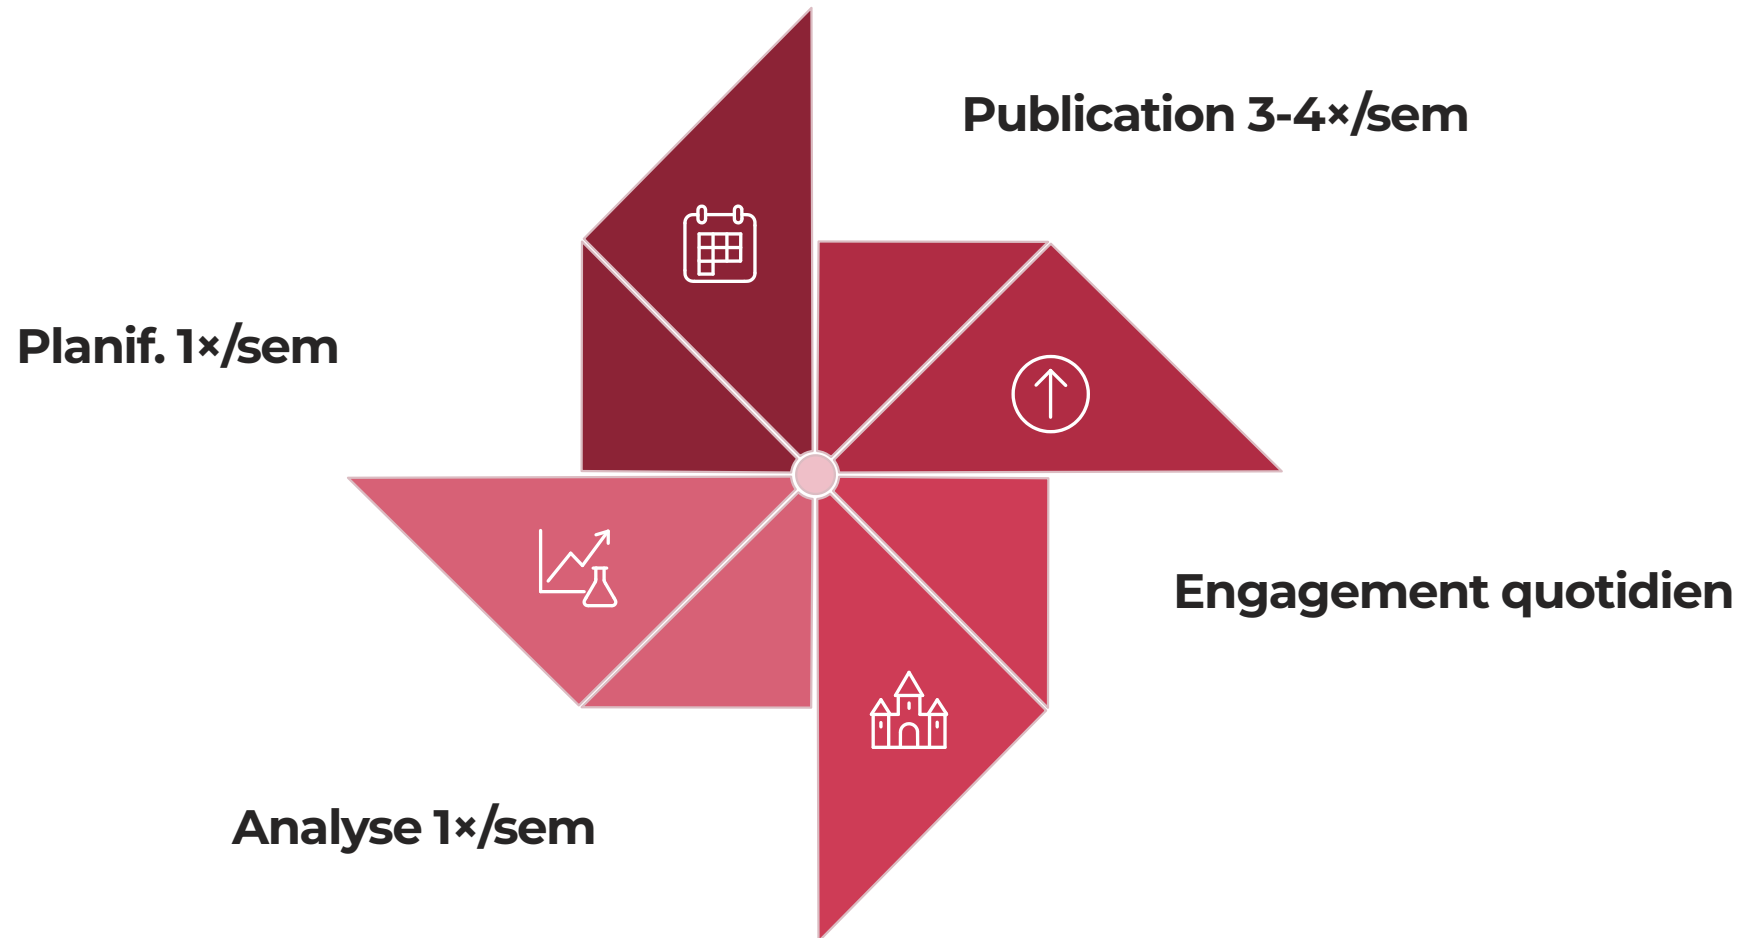 Publication 3-4×/sem
Planif. 1×/sem
Engagement quotidien
Analyse 1×/sem